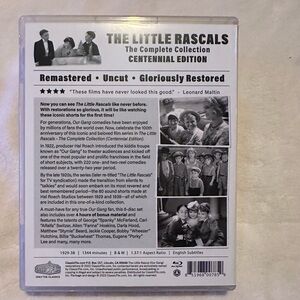 THE LITTLE RASCALS
The Complete Collection
CENTENNIAL EDITION
Remastered • Uncut • Gloriously Restored
★★★★ "These films have never looked this good." - Leonard Maltin
Now you can see The Little Rascals like never before.
With restorations so glorious, it will be like watching
these iconic shorts for the first time!
For generations, Our Gang comedies have been enjoyed by
millions of fans the world over. Now, celebrate the 100th
anniversary of this iconic and beloved film series in The Little
Rascals - The Complete Collection (Centennial Edition).
In 1922, producer Hal Roach introduced the kiddie troupe
known as "Our Gang" to theater audiences and kicked off
one of the most popular and prolific franchises in the field
of short subjects, with 220 one- and two-reel comedies
released over a twenty-two-year period.
By the late 1920s, the series (later re-titled "The Little Rascals"
for TV syndication) made the transition from silents to
"talkies" and would soon embark on its most revered and
best remembered period—the 80 sound shorts made at
Hal Roach Studios between 1929 and 1938—all of
which are included in this one-of-a-kind collection.
A must-have for any true Our Gang fan, this 6-disc set
also includes over 4 hours of bonus material and
features the talents of George "Spanky" McFarland, Carl
"Alfalfa" Switzer, Allen "Farina" Hoskins, Darla Hood,
Matthew "Stymie" Beard, Jackie Cooper, Bobby "Wheezer"
Hutchins, Billie "Buckwheat" Thomas, Eugene "Porky"
Lee and many, many more.
1929-38 | 1344 minutes | B & W | 1.37:1 Aspect Ratio | English Subtitles